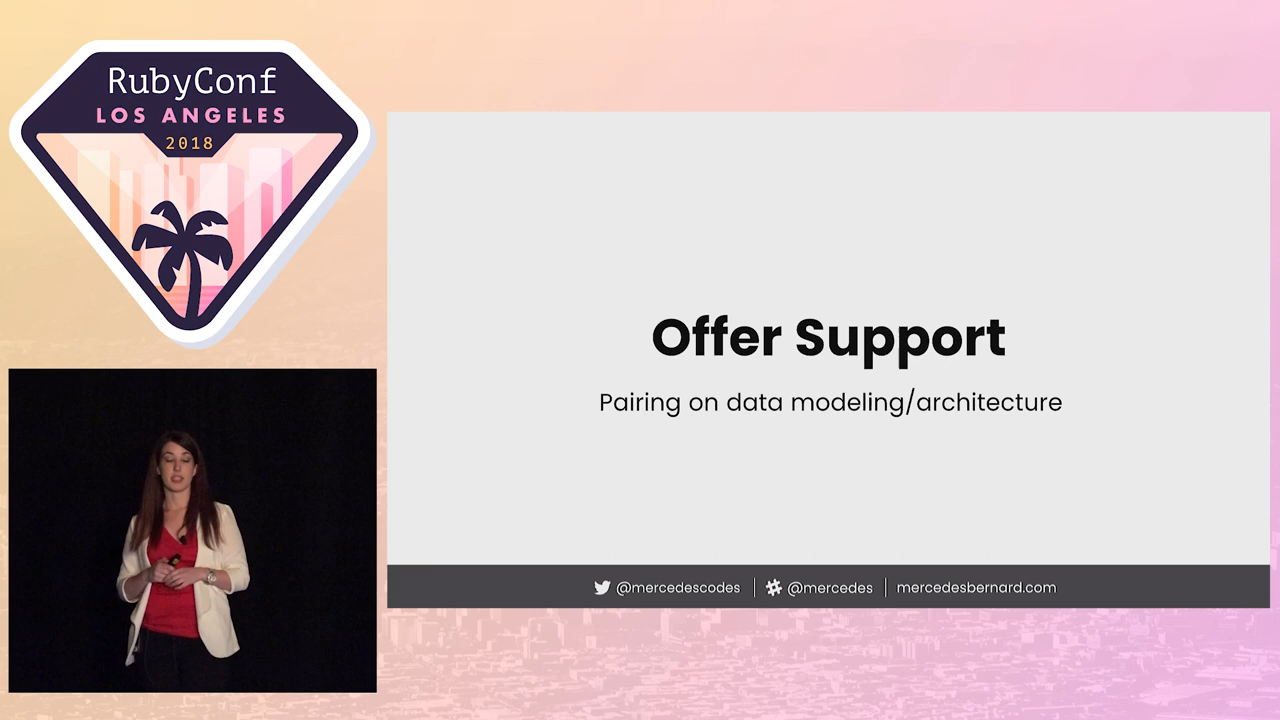 RubyConf
LOS ANGELES
2018
Offer Support
Pairing on data modeling/architecture
@mercedescodes | @mercedes | mercedesbernard.com